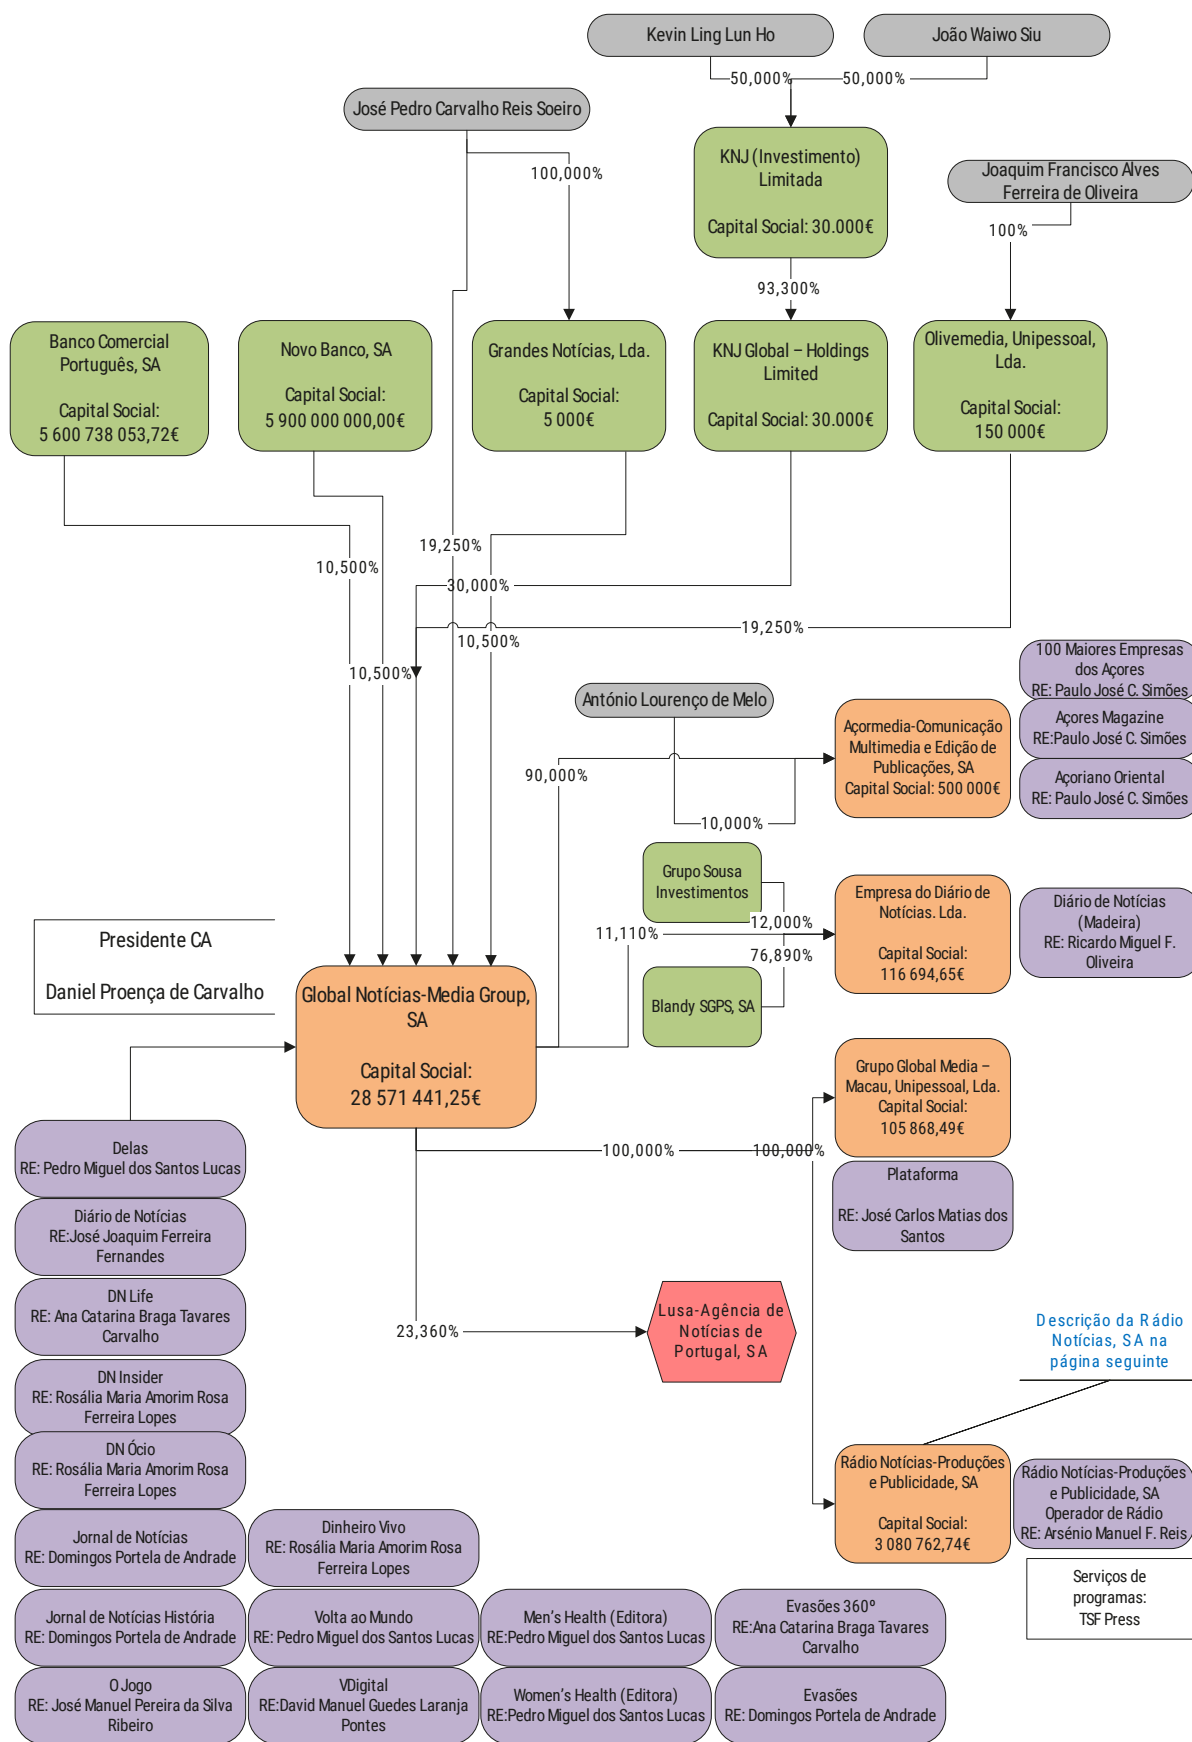 Kevin Ling Lun Ho
João Waiwo Siu
50,000%
50,000%
José Pedro Carvalho Reis Soeiro
KNJ (Investimento)
Limitada
Capital Social: 30.000€
100,000%
Joaquim Francisco Alves
Ferreira de Oliveira
100%
93,300%
Banco Comercial
Português, SA
Capital Social:
5 600 738 053,72€
Novo Banco, SA
Capital Social:
5 900 000 000,00€
Grandes Notícias, Lda.
Capital Social:
5 000€
KNJ Global – Holdings
Limited
Capital Social: 30.000€
Olivemedia, Unipessoal,
Lda.
Capital Social:
150 000€
19,250%
10,500%
30,000%
19,250%
10,500%
10,500%
António Lourenço de Melo
90,000%
10,000%
Açormedia-Comunicação
Multimedia e Edição de
Publicações, SA
Capital Social: 500 000€
100 Maiores Empresas
dos Açores
RE: Paulo José C. Simões
Açores Magazine
RE:Paulo José C. Simões
Açoriano Oriental
RE: Paulo José C. Simões
Grupo Sousa
Investimentos
12,000%
11,110%
76,890%
Blandy SGPS, SA
Empresa do Diário de
Notícias. Lda.
Capital Social:
116 694,65€
Diário de Notícias
(Madeira)
RE: Ricardo Miguel F.
Oliveira
Presidente CA
Daniel Proença de Carvalho
Global Notícias-Media Group,
SA
Capital Social:
28 571 441,25€
Grupo Global Media –
Macau, Unipessoal, Lda.
Capital Social:
105 868,49€
100,000%
100,000%
Plataforma
RE: José Carlos Matias dos
Santos
23,360%
Lusa-Agência de
Notícias de
Portugal, SA
Descrição da Rádio
Notícias, SA na
página seguinte
Rádio Notícias-Produções
e Publicidade, SA
Capital Social:
3 080 762,74€
Rádio Notícias-Produções
e Publicidade, SA
Operador de Rádio
RE: Arsénio Manuel F. Reis
Serviços de
programas:
TSF Press
Delas
RE: Pedro Miguel dos Santos Lucas
Diário de Notícias
RE:José Joaquim Ferreira
Fernandes
DN Life
RE: Ana Catarina Braga Tavares
Carvalho
DN Insider
RE: Rosália Maria Amorim Rosa
Ferreira Lopes
DN Ócio
RE: Rosália Maria Amorim Rosa
Ferreira Lopes
Jornal de Notícias
RE: Domingos Portela de Andrade
Dinheiro Vivo
RE: Rosália Maria Amorim Rosa
Ferreira Lopes
Jornal de Notícias História
RE: Domingos Portela de Andrade
Volta ao Mundo
RE: Pedro Miguel dos Santos Lucas
Men's Health (Editora)
RE:Pedro Miguel dos Santos Lucas
Evasões 360º
RE:Ana Catarina Braga Tavares
Carvalho
O Jogo
RE: José Manuel Pereira da Silva
Ribeiro
VDigital
RE:David Manuel Guedes Laranja
Pontes
Women's Health (Editora)
RE:Pedro Miguel dos Santos Lucas
Evasões
RE: Domingos Portela de Andrade